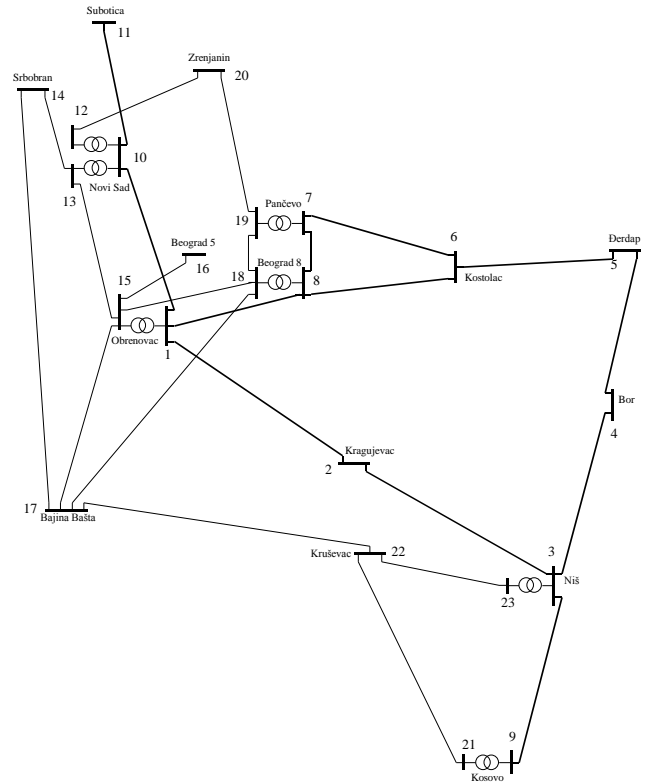 Subotica
11
Zrenjanin
20
Srbobran
14
12
10
Novi Sad
13
Pančevo
7
19
6
Đerdap
5
Kostolac
Beograd 5
16
Beograd 8
18
8
15
Obrenovac
1
Bor
4
Kragujevac
2
17
Bajina Bašta
Kruševac
22
3
Niš
23
21
9
Kosovo